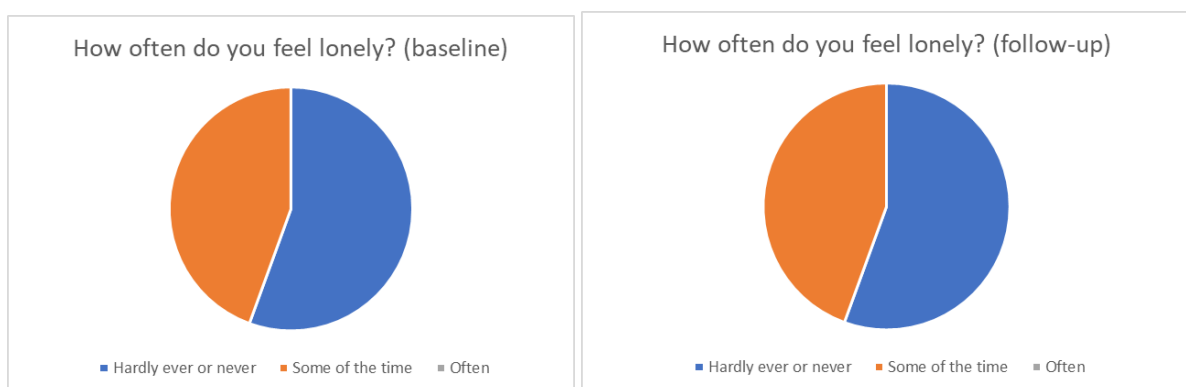 How often do you feel lonely? (baseline)
Hardly ever or never Some of the time Often
How often do you feel lonely? (follow-up)
Hardly ever or never Some of the time Often